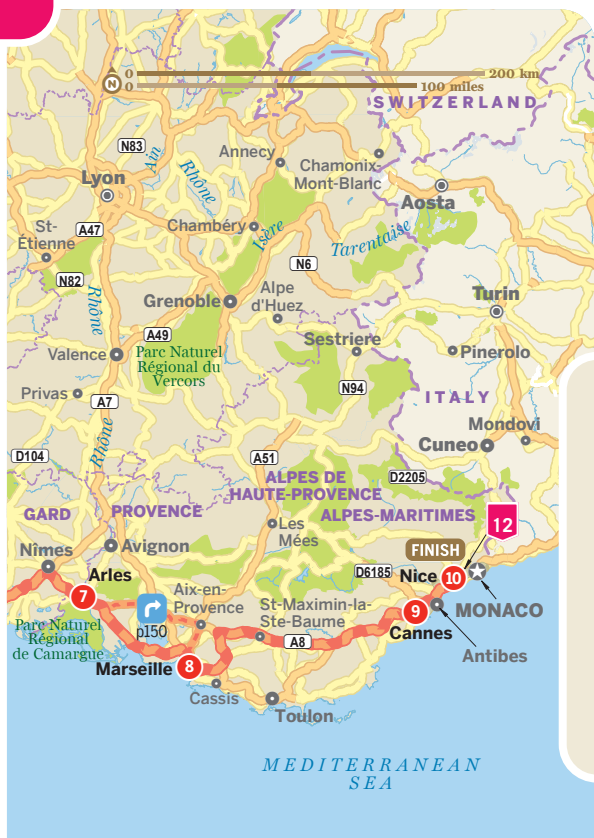 0
200 km
N
0
100 miles
SWITZERLAND
N83
Ain
Rhône
Annecy
Chamonix-
Mont-Blanc
Lyon
Aosta
St-
Étienne
A47
Chambéry
Isère
Tarentaise
N82
N6
Rhône
Grenoble
Alpe
d'Huez
Turin
A49
Sestriere
Valence
Parc Naturel
Régional du
Vercors
Pinerolo
Privas
A7
N94
ITALY
Rhône
Mondovi
Cuneo
D104
A51
ALPES DE
HAUTE-PROVENCE
D2205
GARD
PROVENCE
ALPES-MARITIMES
12
Les
Mées
Nîmes
Avignon
FINISH
Arles
7
Aix-en-
Provence
D6185
Nice
10
p150
St-Maximin-la-
Ste-Baume
9
MONACO
Parc Naturel
Régional
de Camargue
A8
Cannes
Marseille
8
Antibes
Cassis
Toulon
MEDITERRANEAN
SEA